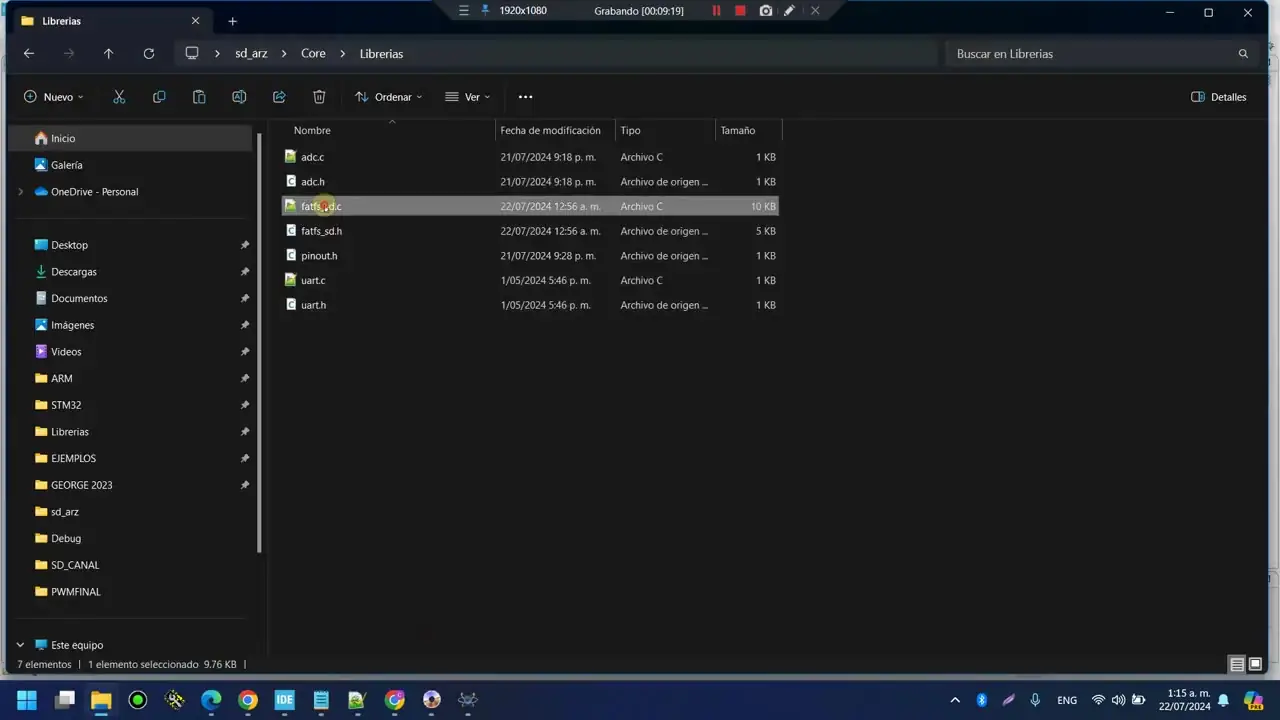 1920x1080 Grabando [00:09:19]
Librerias
sd_arz Core Librerias
Buscar en Librerias
Nuevo Ordenar Ver Detalles
Nombre Fecha de modificación Tipo Tamaño
adc.c 21/07/2024 9:18 p. m. Archivo C 1 KB
adc.h 21/07/2024 9:18 p. m. Archivo de origen ... 1 KB
fatfs_sd.c 22/07/2024 12:56 a. m. Archivo C 10 KB
fatfs_sd.h 22/07/2024 12:56 a. m. Archivo de origen ... 5 KB
pinout.h 21/07/2024 9:28 p. m. Archivo de origen ... 1 KB
uart.c 1/05/2024 5:46 p. m. Archivo C 1 KB
uart.h 1/05/2024 5:46 p. m. Archivo de origen ... 1 KB
Inicio
Galería
OneDrive - Personal
Desktop
Descargas
Documentos
Imágenes
Videos
ARM
STM32
Librerias
EJEMPLOS
GEORGE 2023
sd_arz
Debug
SD_CANAL
PWMFINAL
Este equipo
7 elementos | 1 elemento seleccionado 9.76 KB |
IDE
ENG
1:15 a. m.
22/07/2024